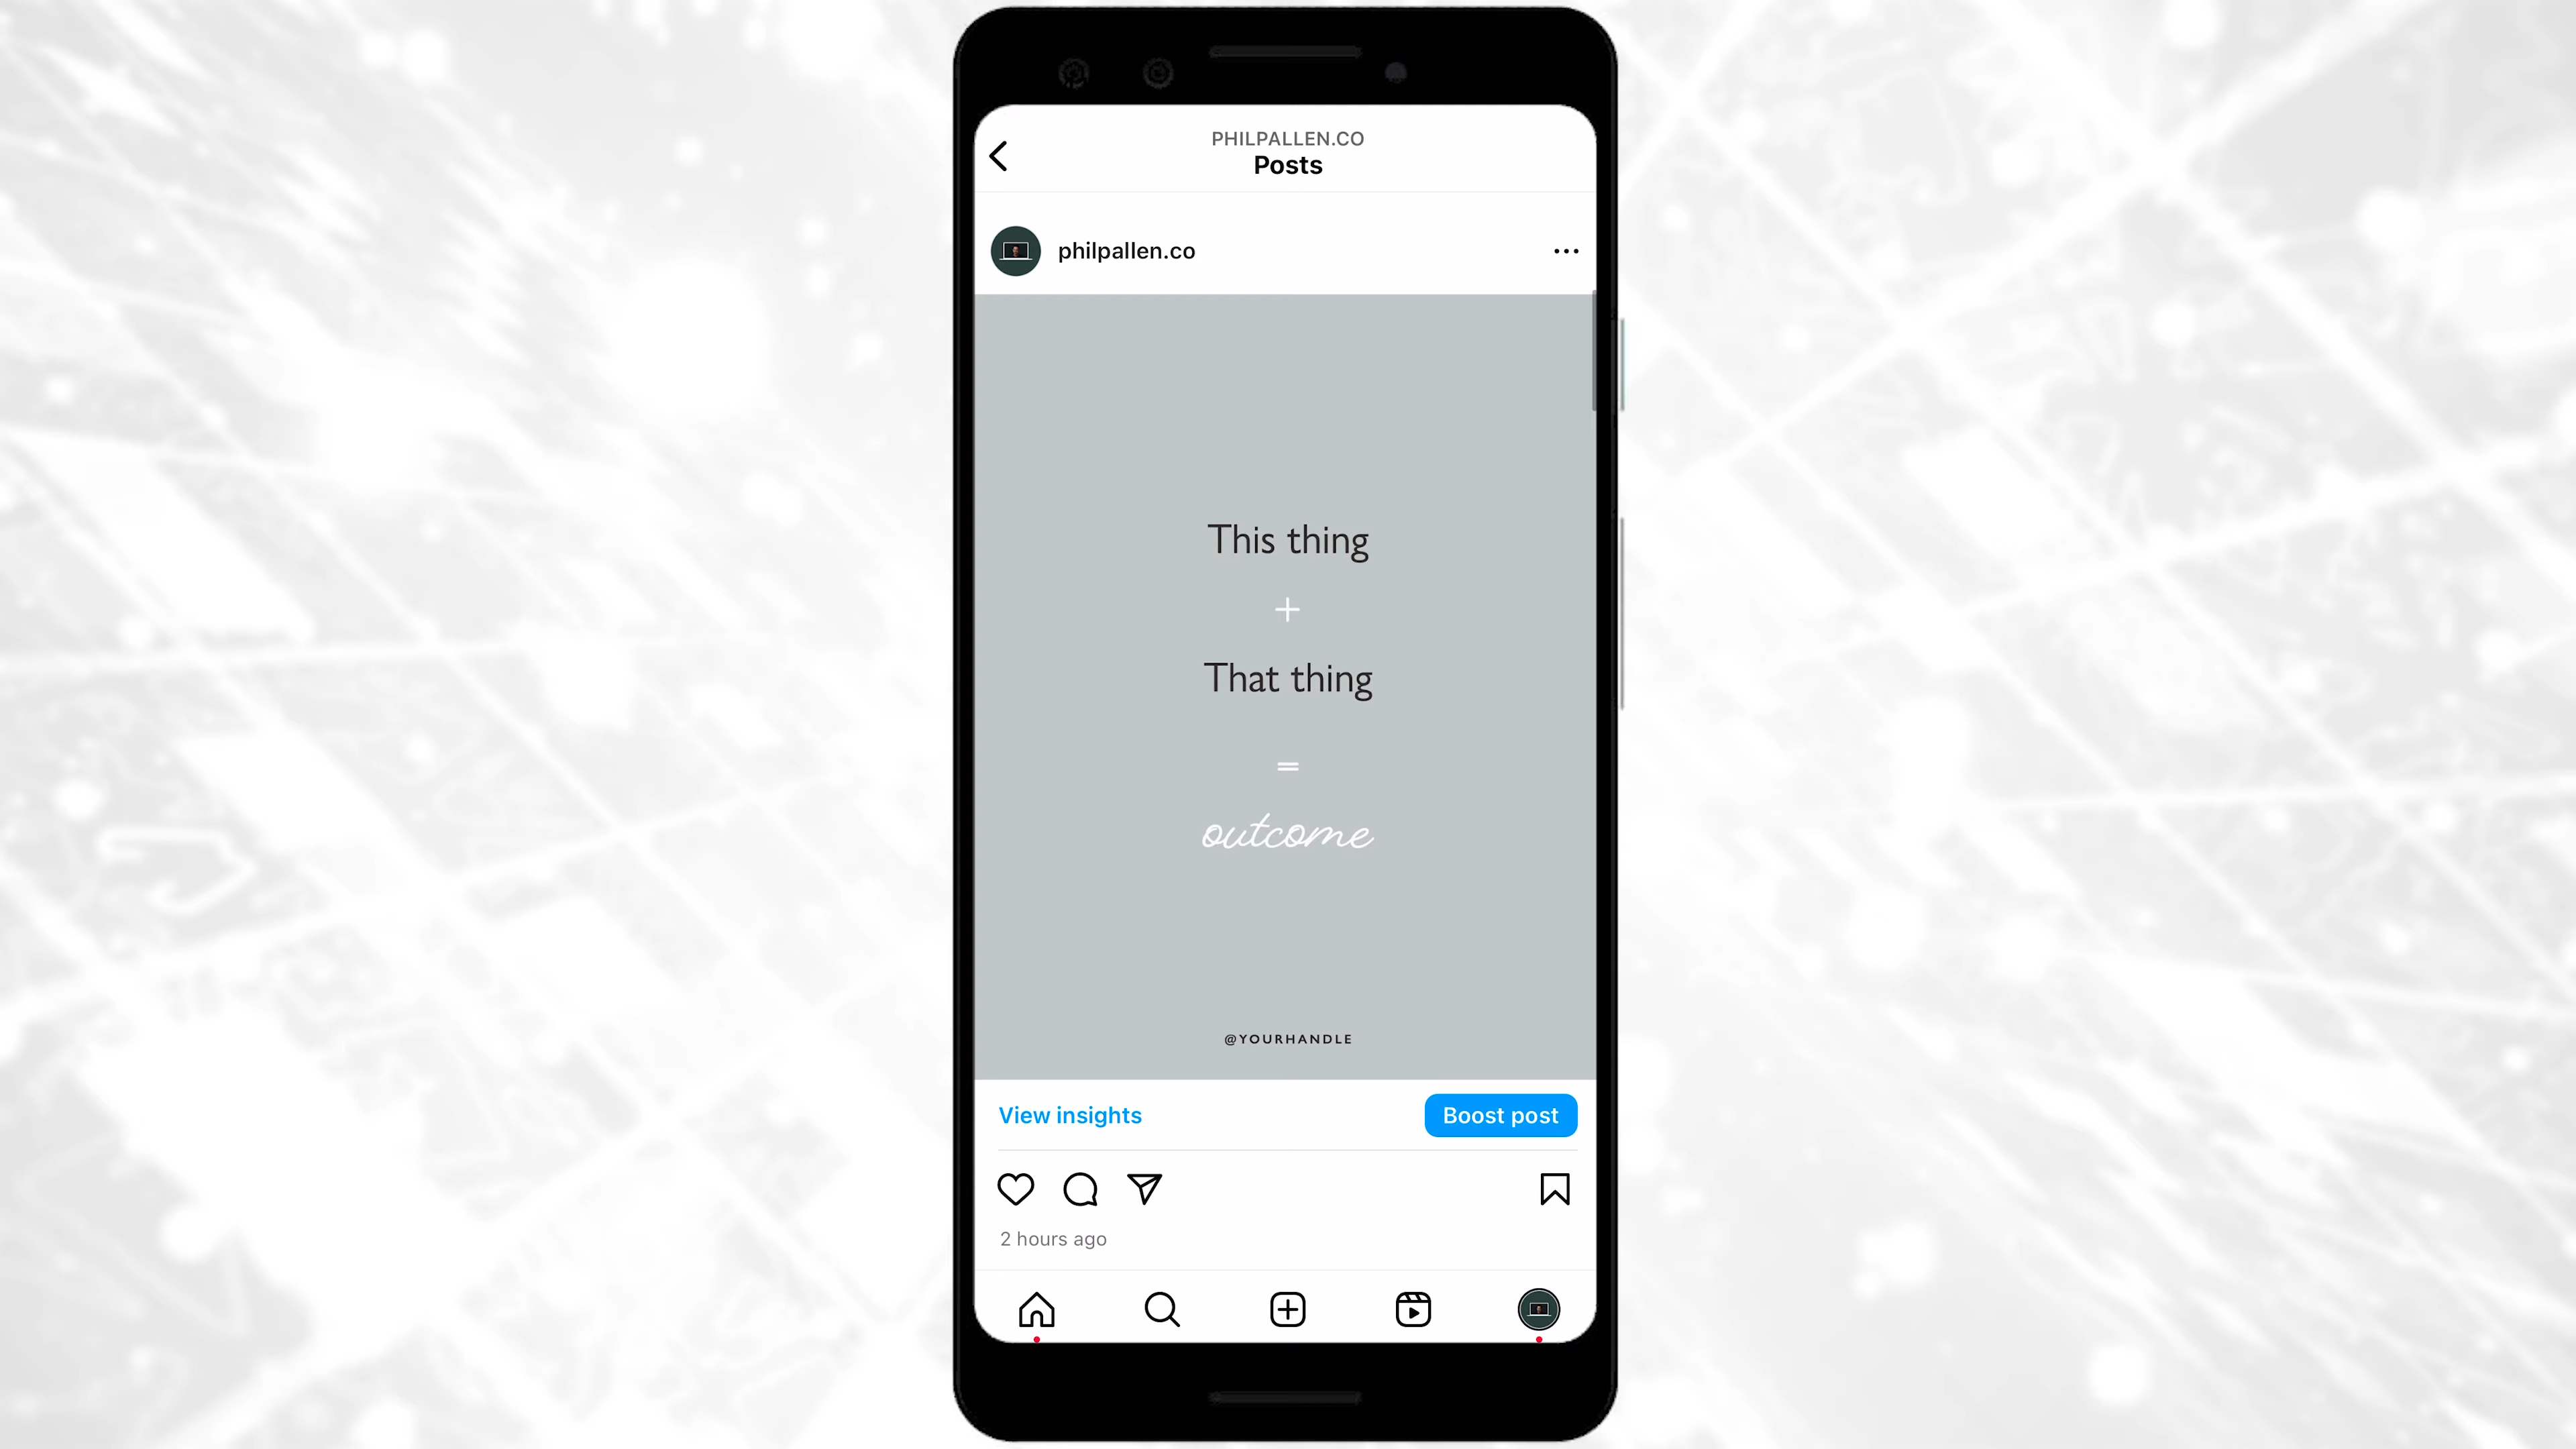 PHILPALLEN.CO
Posts
philpallen.co
This thing
+
That thing
=
outcome
@YOURHANDLE
View insights
Boost post
2 hours ago